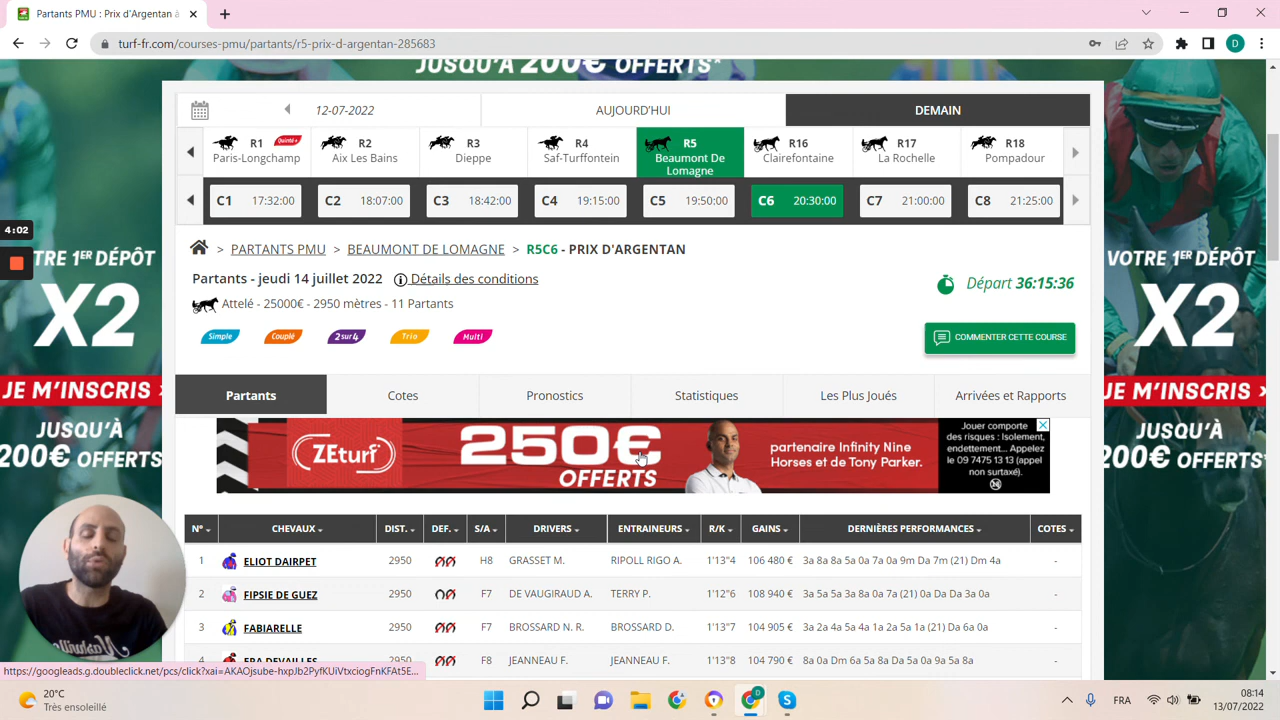 Partants PMU : Prix d'Argentan à
turf-fr.com/courses-pmu/partants/r5-prix-d-argentan-285683
D
JUSQU'À 200€ OFFERTS*
12-07-2022
AUJOURD'HUI
DEMAIN
R1 Quinté+
Paris-Longchamp
R2
Aix Les Bains
R3
Dieppe
R4
Saf-Turffontein
R5
Beaumont De
Lomagne
R16
Clairefontaine
R17
La Rochelle
R18
Pompadour
C1 17:32:00
C2 18:07:00
C3 18:42:00
C4 19:15:00
C5 19:50:00
C6 20:30:00
C7 21:00:00
C8 21:25:00
4:02
> PARTANTS PMU > BEAUMONT DE LOMAGNE > R5C6 - PRIX D'ARGENTAN
Partants - jeudi 14 juillet 2022 Détails des conditions
Départ 36:15:36
Attelé - 25000€ - 2950 mètres - 11 Partants
Simple
Couplé
2sur4
Trio
Multi
COMMENTER CETTE COURSE
TRE 1ER DÉPÔT
X2
JE M'INSCRIS
JUSQU'À
200€ OFFERTS
VOTRE 1ER DÉPÔT
X2
JE M'INSCRIS >
JUSQU'À
200€ OFFERTS*
Partants
Cotes
Pronostics
Statistiques
Les Plus Joués
Arrivées et Rapports
ZEturf
250€
OFFERTS
partenaire Infinity Nine
Horses et de Tony Parker.
Jouer comporte
des risques : Isolement,
endettement... Appelez
le 09 7475 13 13 (appel
non surtaxé).
18
N° CHEVAUX DIST. DEF. S/A DRIVERS ENTRAINEURS R/K GAINS DERNIÈRES PERFORMANCES COTES
1 ELIOT DAIRPET 2950 H8 GRASSET M. RIPOLL RIGO A. 1'13"4 106 480 € 3a 8a 8a 5a 0a 7a 0a 9m Da 7m (21) Dm 4a -
2 FIPSIE DE GUEZ 2950 F7 DE VAUGIRAUD A. TERRY P. 1'12"6 108 940 € 3a 5a 5a 3a 8a 0a 7a (21) 0a Da Da 3a 0a -
3 FABIARELLE 2950 F7 BROSSARD N. R. BROSSARD D. 1'13"7 104 905 € 3a 2a 4a 5a 4a 1a 2a 5a 1a (21) Da 6a 0a -
4 ERA DEVAILLES 2950 F8 JEANNEAU F. JEANNEAU F. 1'13"8 104 790 € 8a 0a Dm 6a 5a 8a Da 0a 5a 0a 9a 5a 8a -
Nashville
https://googleads.g.doubleclick.net/pcs/click?xai=AKAOjsube-hxpJb2PyfKUiVtxciogFnKFAt5E...
20°C
Très ensoleillé
D
S
FRA
08:14
13/07/2022